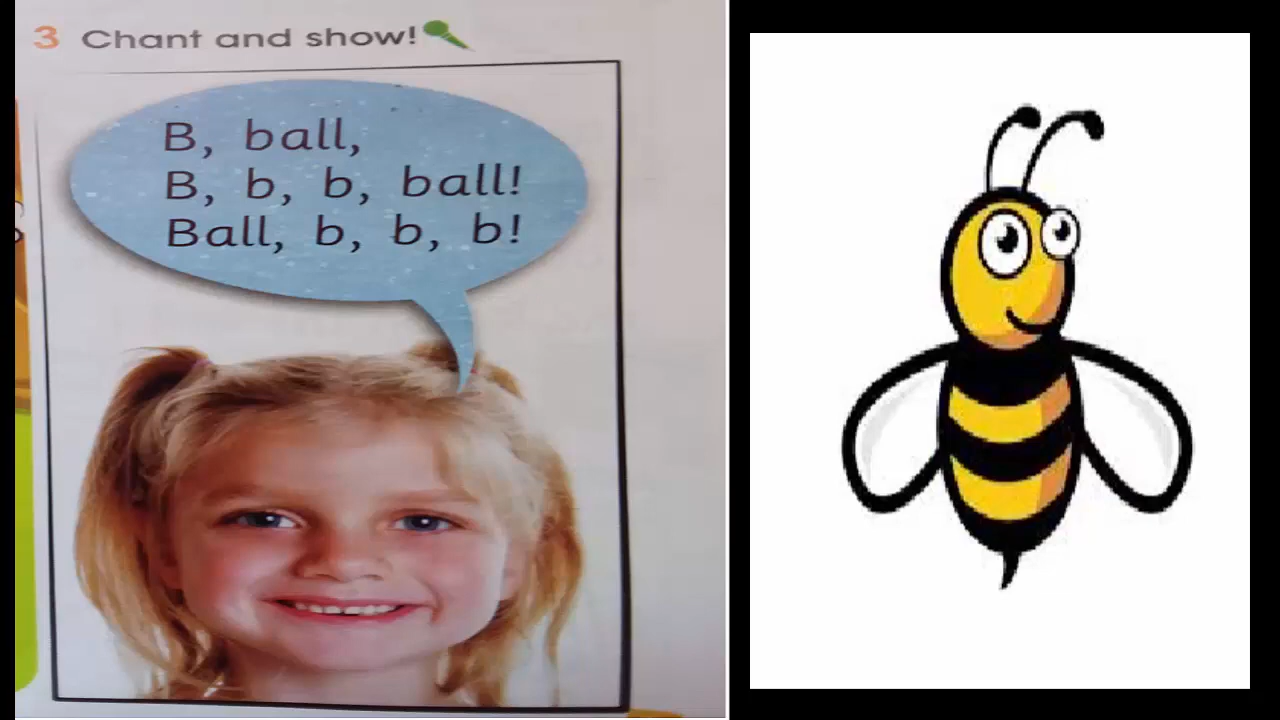 3 Chant and show!
B, ball,
B, b, b, ball!
Ball, b, b, b!